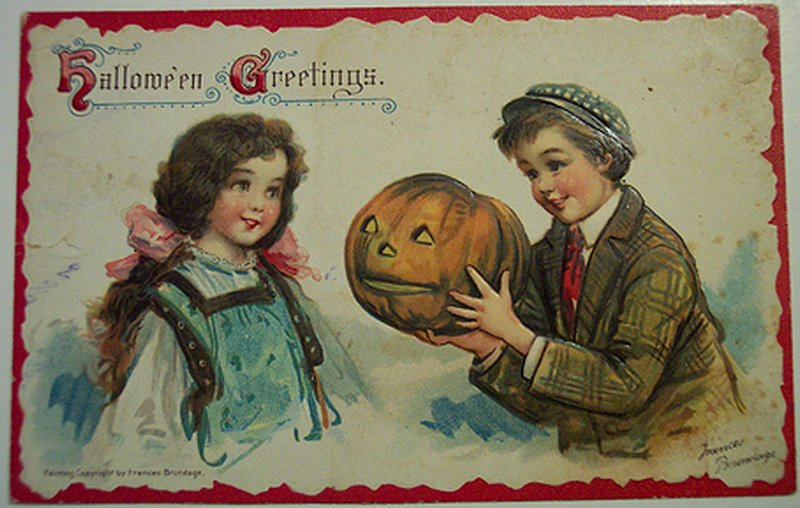 Hallowe'en Greetings.
Painting Copyright by Frances Brundage.
Frances
Brundage